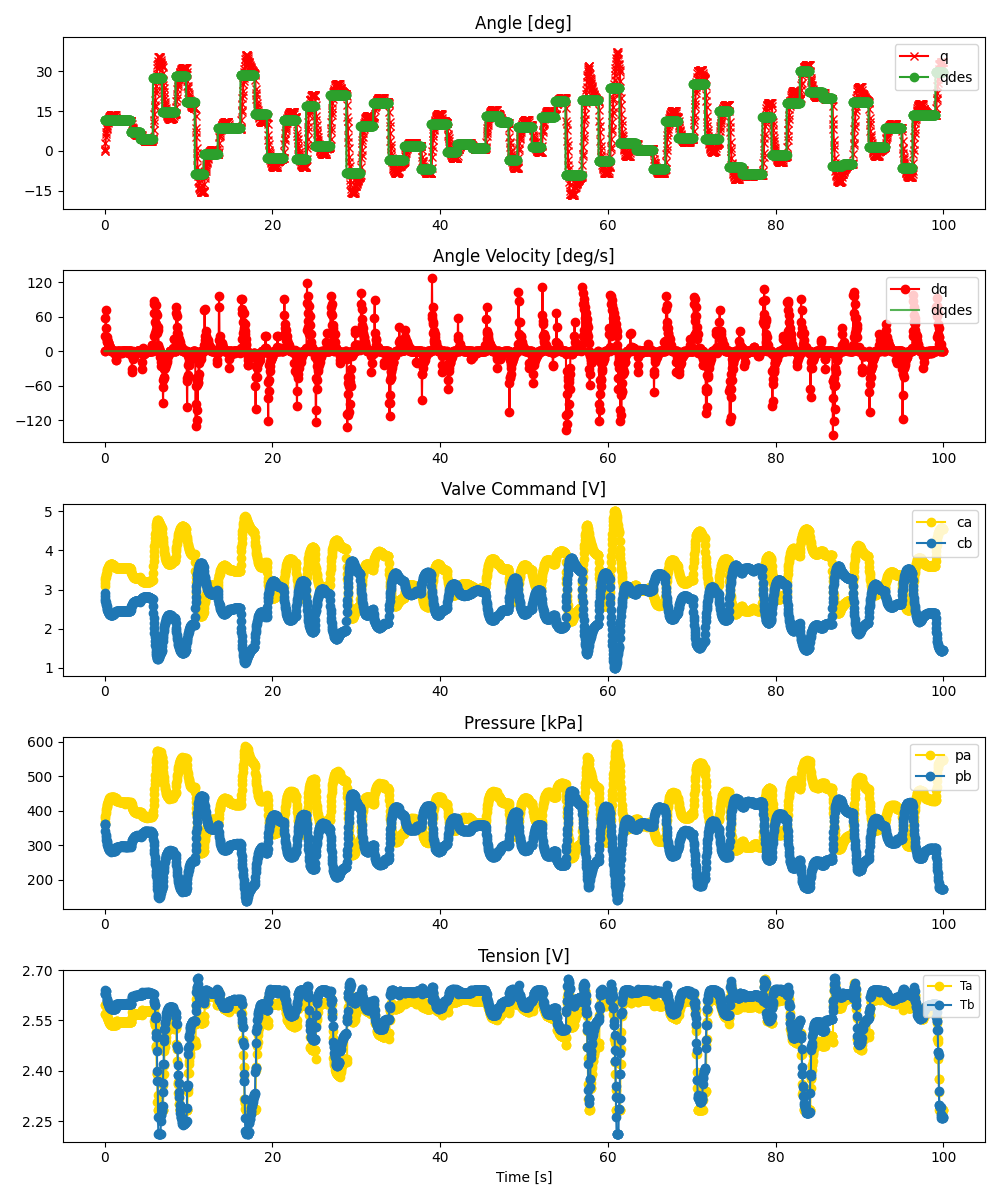 Angle [deg]
30
15
0
−15
q
qdes
0 20 40 60 80 100
Angle Velocity [deg/s]
120
60
0
−60
−120
dq
dqdes
0 20 40 60 80 100
Valve Command [V]
5
4
3
2
1
ca
cb
0 20 40 60 80 100
Pressure [kPa]
600
500
400
300
200
pa
pb
0 20 40 60 80 100
Tension [V]
2.70
2.55
2.40
2.25
Ta
Tb
0 20 40 60 80 100
Time [s]